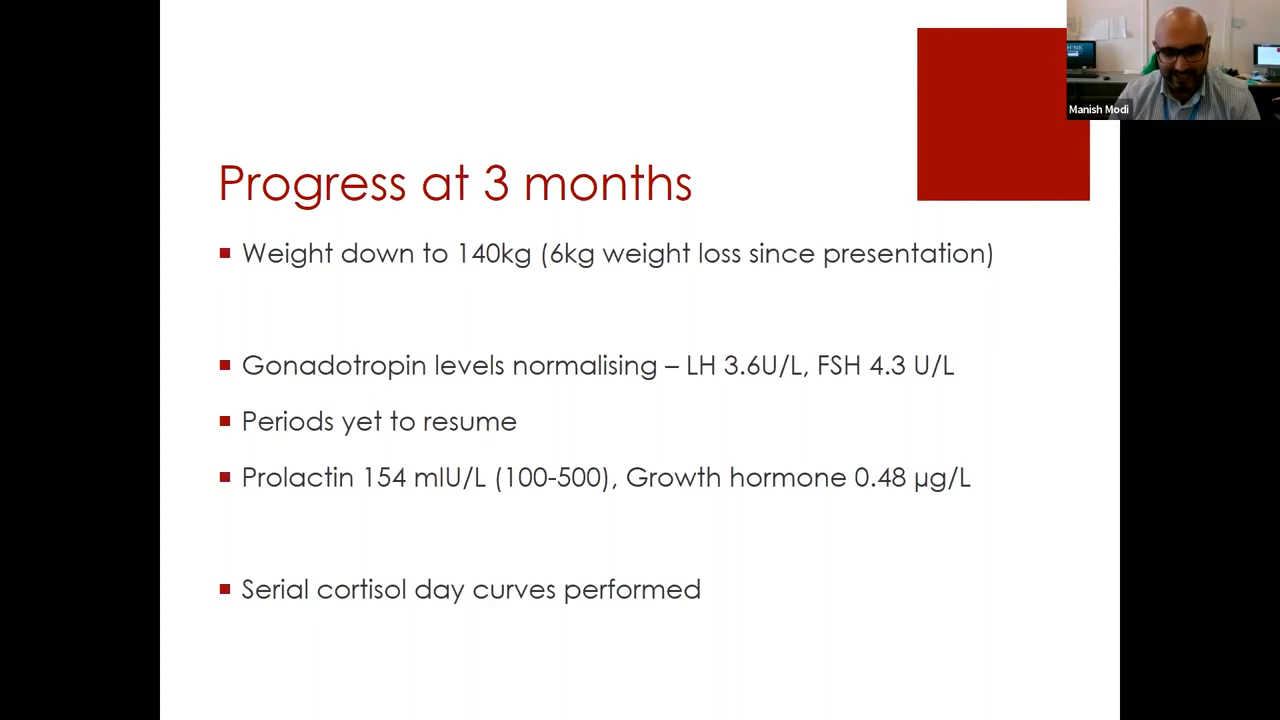 Manish Modi
Progress at 3 months
Weight down to 140kg (6kg weight loss since presentation)
Gonadotropin levels normalising – LH 3.6U/L, FSH 4.3 U/L
Periods yet to resume
Prolactin 154 mIU/L (100-500), Growth hormone 0.48 µg/L
Serial cortisol day curves performed